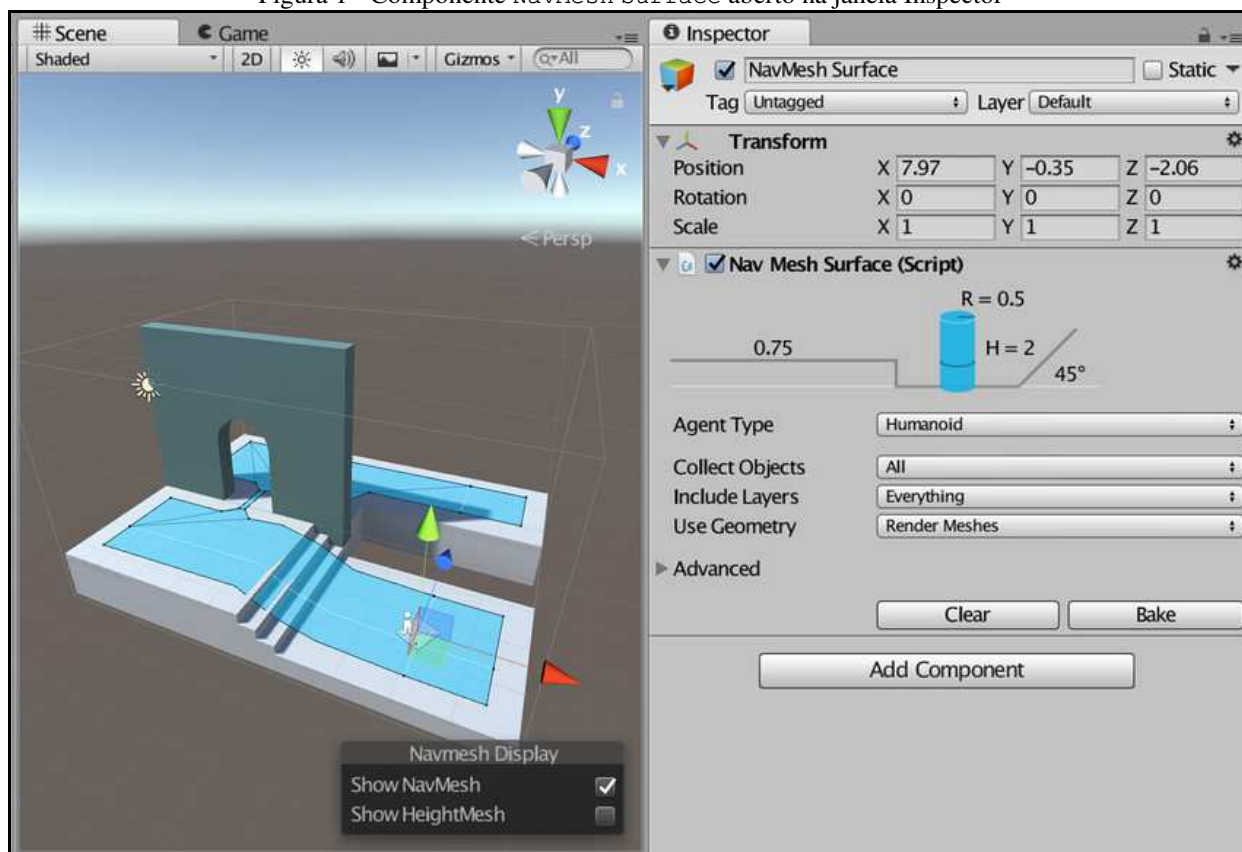 Figura 1 - Componente NavMesh Surface aberto na janela Inspector
Scene Game
Shaded 2D Gizmos All
y
z
x
Persp
Navmesh Display
Show NavMesh
Show HeightMesh
Inspector
NavMesh Surface Static
Tag Untagged Layer Default
Transform
Position X 7.97 Y -0.35 Z -2.06
Rotation X 0 Y 0 Z 0
Scale X 1 Y 1 Z 1
Nav Mesh Surface (Script)
R = 0.5
0.75 H = 2
45°
Agent Type Humanoid
Collect Objects All
Include Layers Everything
Use Geometry Render Meshes
Advanced
Clear Bake
Add Component